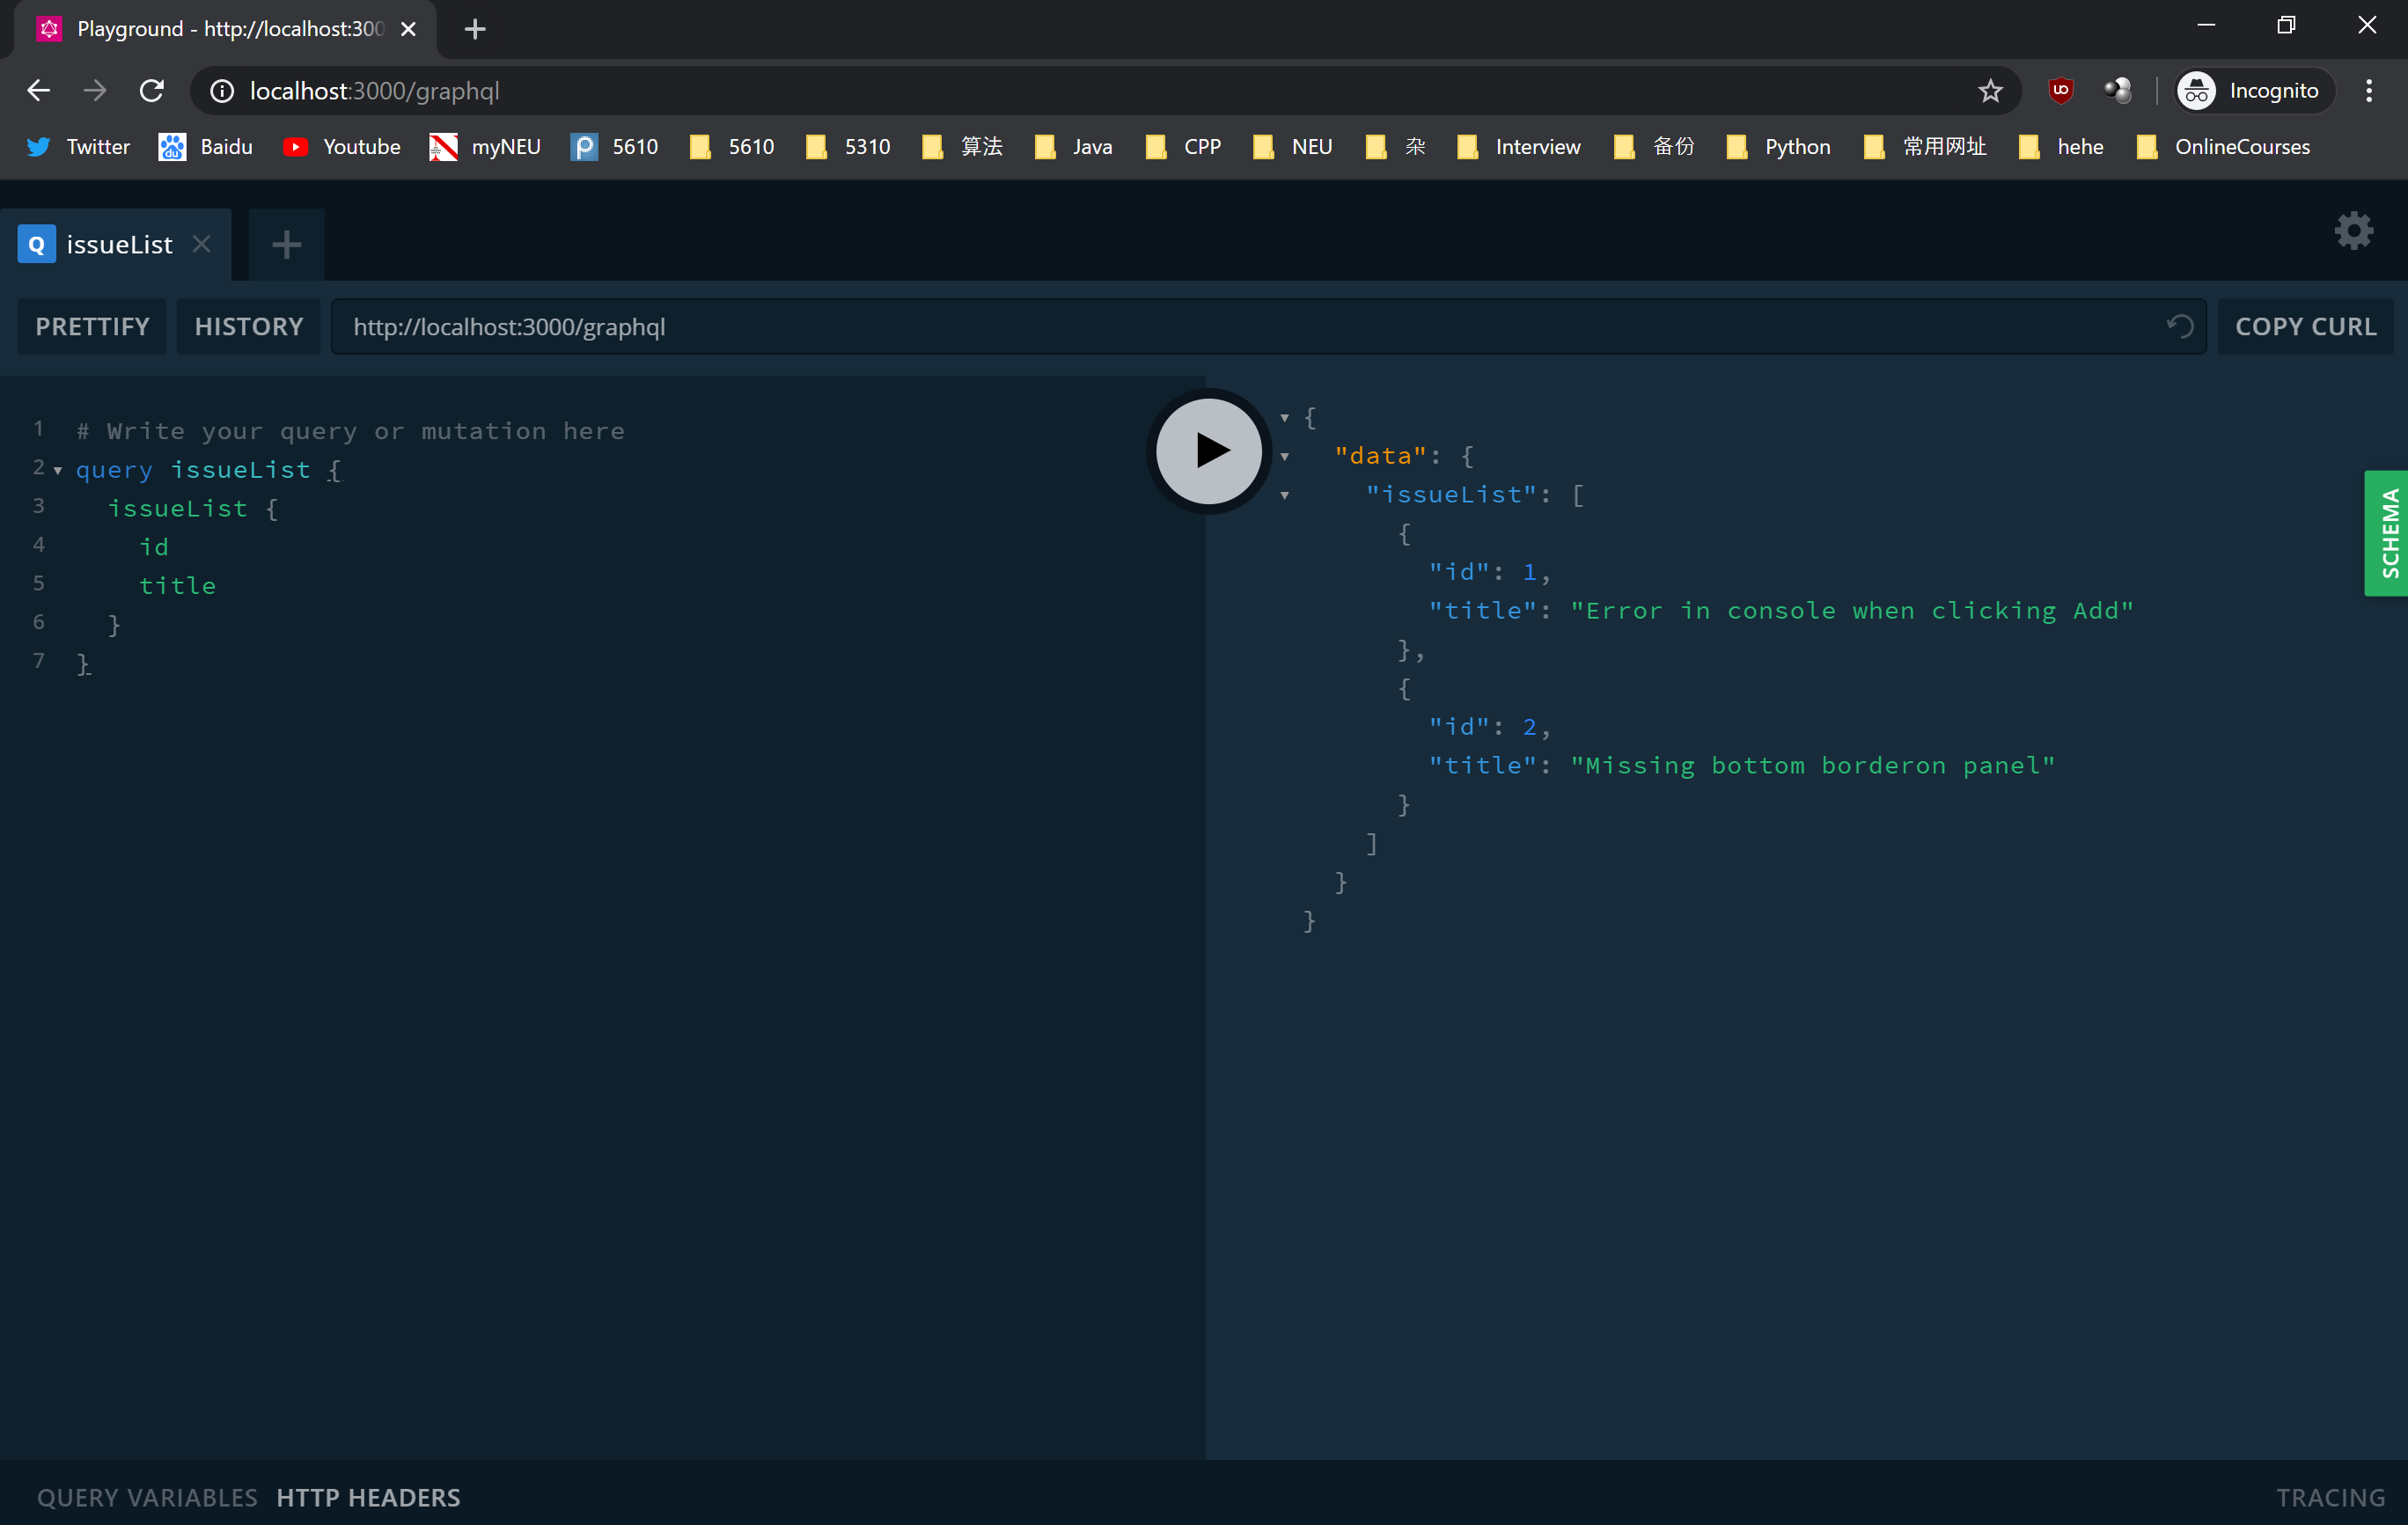 Playground - http://localhost:300
localhost:3000/graphql
Incognito
Twitter Baidu Youtube myNEU 5610 5610 5310 算法 Java CPP NEU 杂 Interview 备份 Python 常用网址 hehe OnlineCourses
Q issueList
PRETTIFY HISTORY http://localhost:3000/graphql COPY CURL
1 # Write your query or mutation here
2 query issueList {
3 issueList {
4 id
5 title
6 }
7 }
{
"data": {
"issueList": [
{
"id": 1,
"title": "Error in console when clicking Add"
},
{
"id": 2,
"title": "Missing bottom borderon panel"
}
]
}
}
SCHEMA
QUERY VARIABLES HTTP HEADERS TRACING